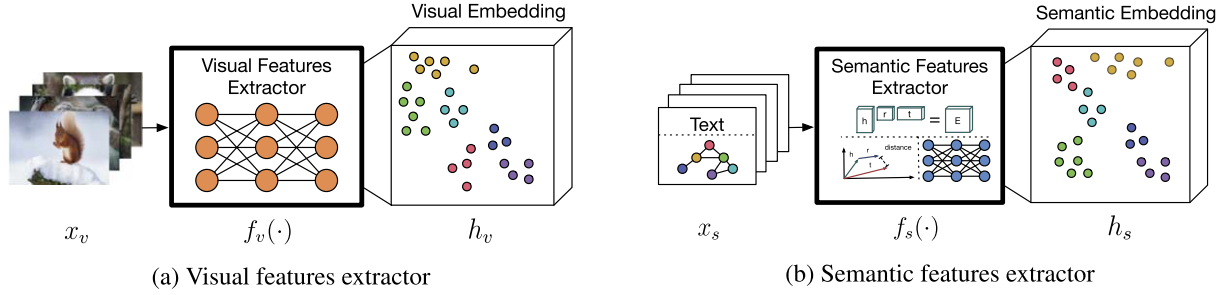 Visual Embedding
Visual Features
Extractor
x_v
f_v(·)
h_v
(a) Visual features extractor
Semantic Embedding
Semantic Features
Extractor
Text
h r t = E
h r t distance
x_s
f_s(·)
h_s
(b) Semantic features extractor